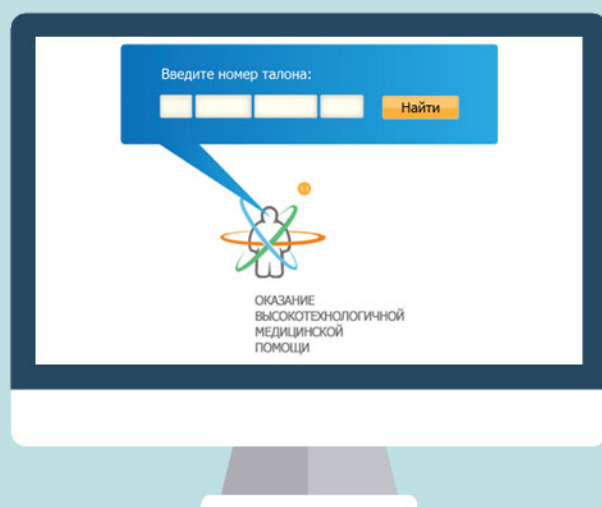 Введите номер талона:
Найти
ОКАЗАНИЕ
ВЫСОКОТЕХНОЛОГИЧНОЙ
МЕДИЦИНСКОЙ
ПОМОЩИ